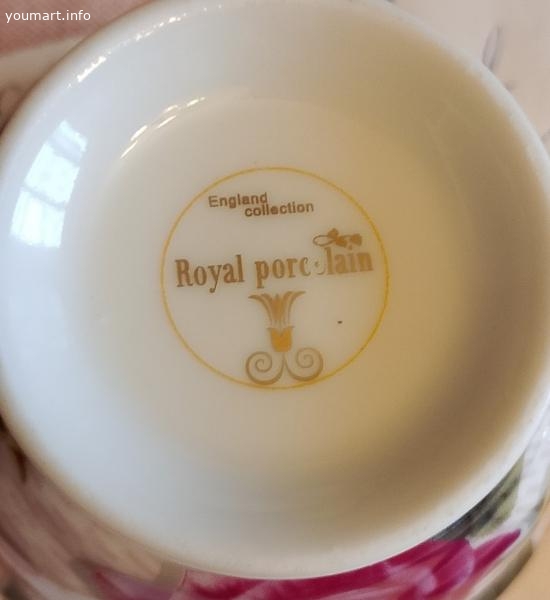 youmart.info
England
collection
Royal porcelain